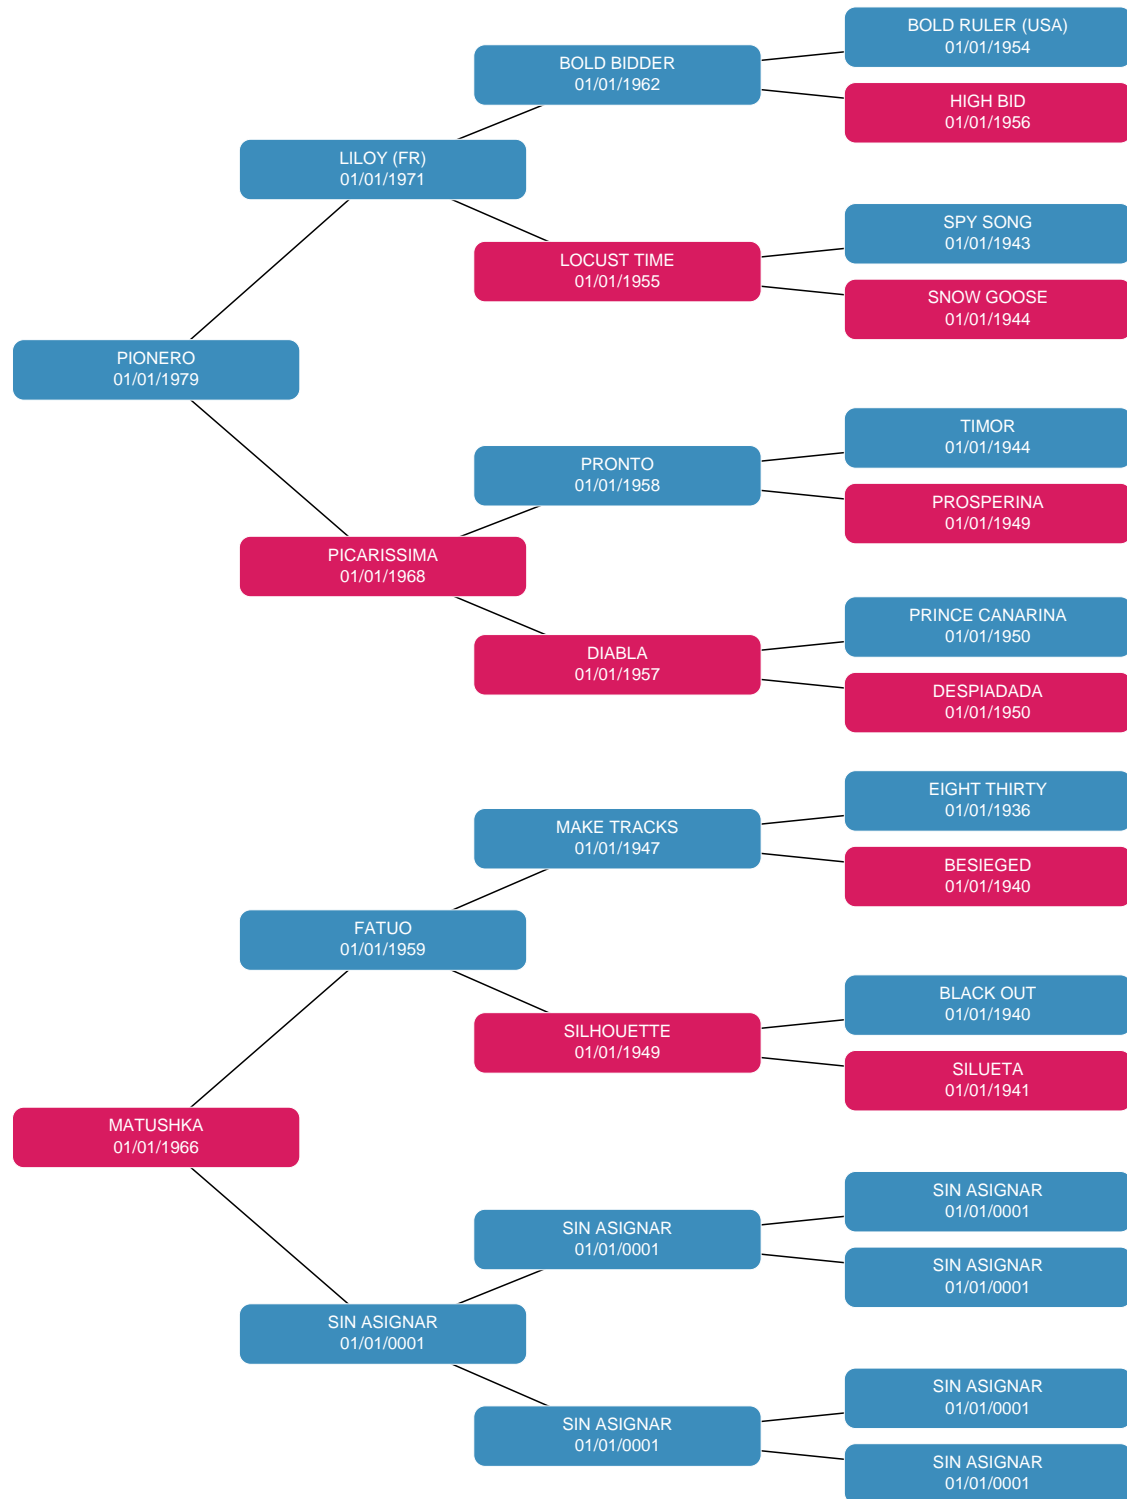 BOLD RULER (USA)
01/01/1954
BOLD BIDDER
01/01/1962
HIGH BID
01/01/1956
LILOY (FR)
01/01/1971
SPY SONG
01/01/1943
LOCUST TIME
01/01/1955
SNOW GOOSE
01/01/1944
PIONERO
01/01/1979
TIMOR
01/01/1944
PRONTO
01/01/1958
PROSPERINA
01/01/1949
PICARISSIMA
01/01/1968
PRINCE CANARINA
01/01/1950
DIABLA
01/01/1957
DESPIADADA
01/01/1950
EIGHT THIRTY
01/01/1936
MAKE TRACKS
01/01/1947
BESIEGED
01/01/1940
FATUO
01/01/1959
BLACK OUT
01/01/1940
SILHOUETTE
01/01/1949
SILUETA
01/01/1941
MATUSHKA
01/01/1966
SIN ASIGNAR
01/01/0001
SIN ASIGNAR
01/01/0001
SIN ASIGNAR
01/01/0001
SIN ASIGNAR
01/01/0001
SIN ASIGNAR
01/01/0001
SIN ASIGNAR
01/01/0001
SIN ASIGNAR
01/01/0001